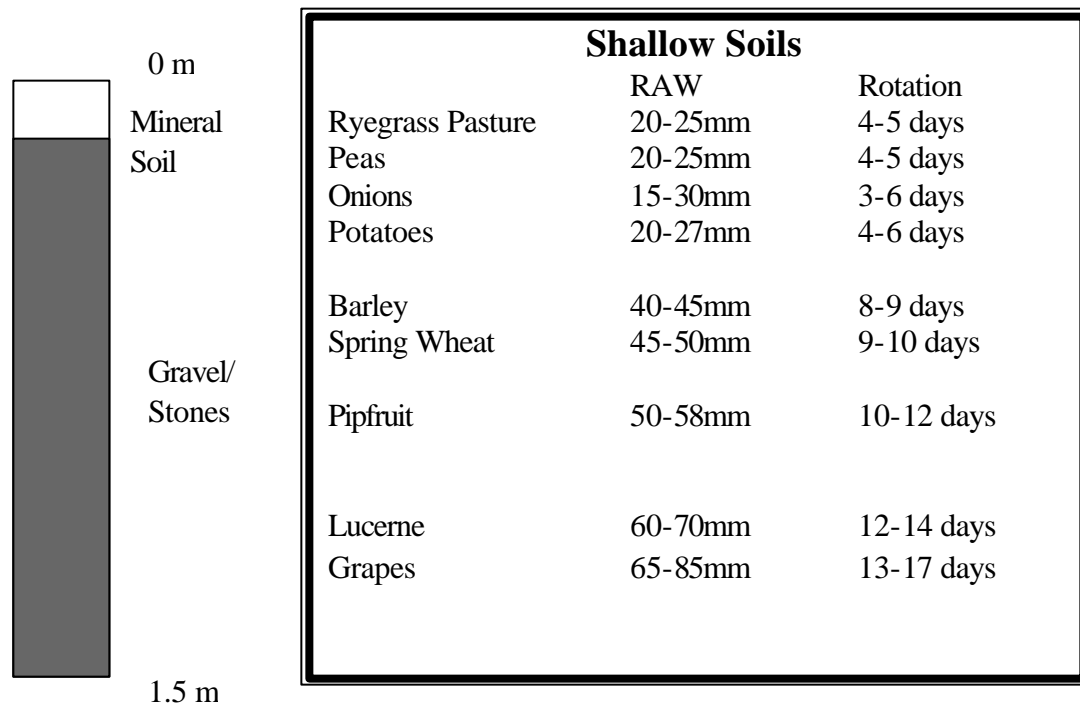 0 m
Mineral
Soil
Gravel/
Stones
1.5 m
Shallow Soils
RAW Rotation
Ryegrass Pasture 20-25mm 4-5 days
Peas 20-25mm 4-5 days
Onions 15-30mm 3-6 days
Potatoes 20-27mm 4-6 days
Barley 40-45mm 8-9 days
Spring Wheat 45-50mm 9-10 days
Pipfruit 50-58mm 10-12 days
Lucerne 60-70mm 12-14 days
Grapes 65-85mm 13-17 days